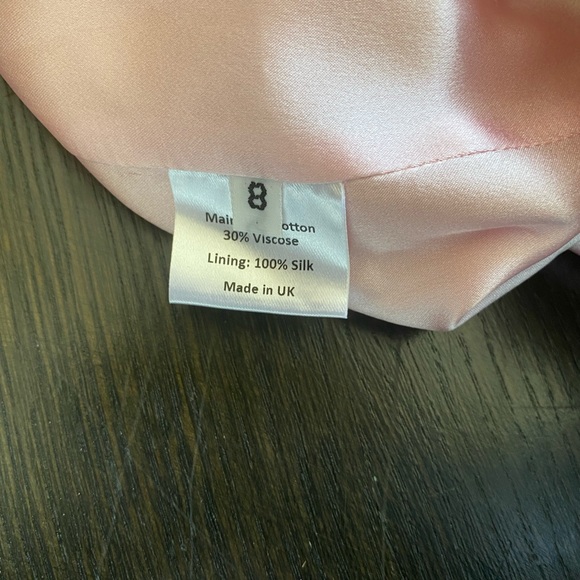 8
30% Viscose
Lining: 100% Silk
Made in UK